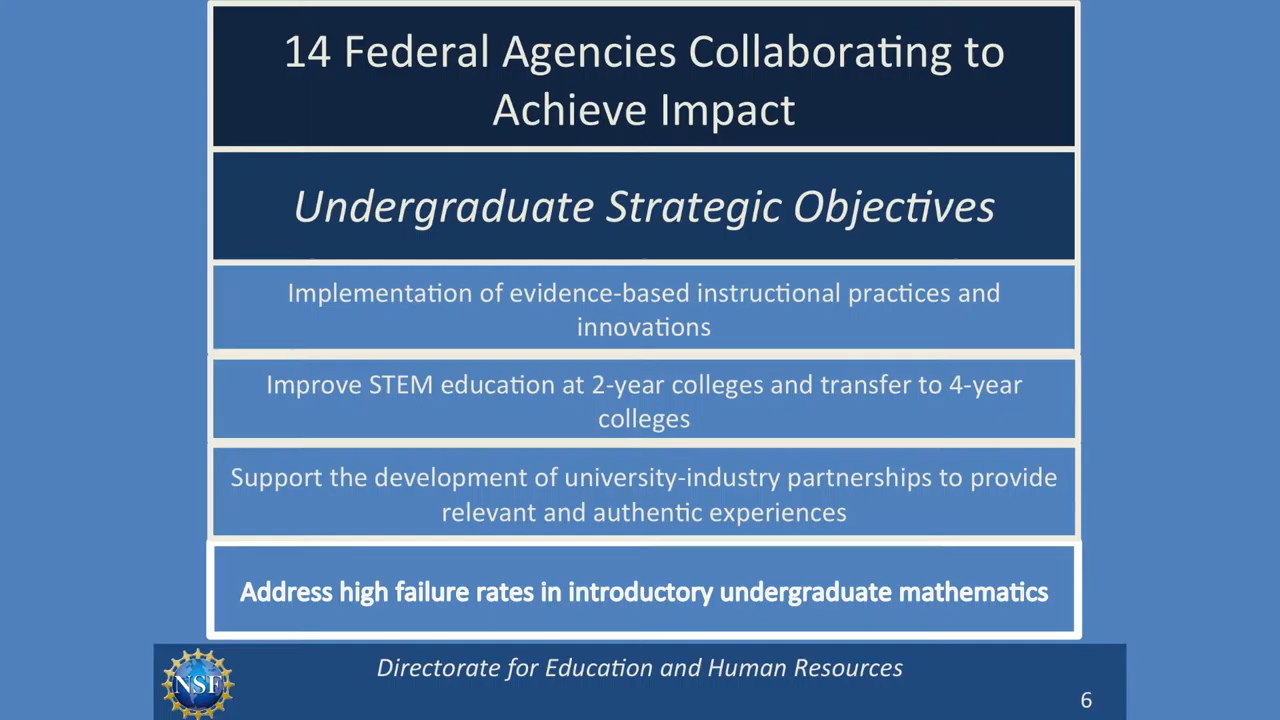 14 Federal Agencies Collaborating to
Achieve Impact
Undergraduate Strategic Objectives
Implementation of evidence-based instructional practices and
innovations
Improve STEM education at 2-year colleges and transfer to 4-year
colleges
Support the development of university-industry partnerships to provide
relevant and authentic experiences
Address high failure rates in introductory undergraduate mathematics
Directorate for Education and Human Resources
NSF
6